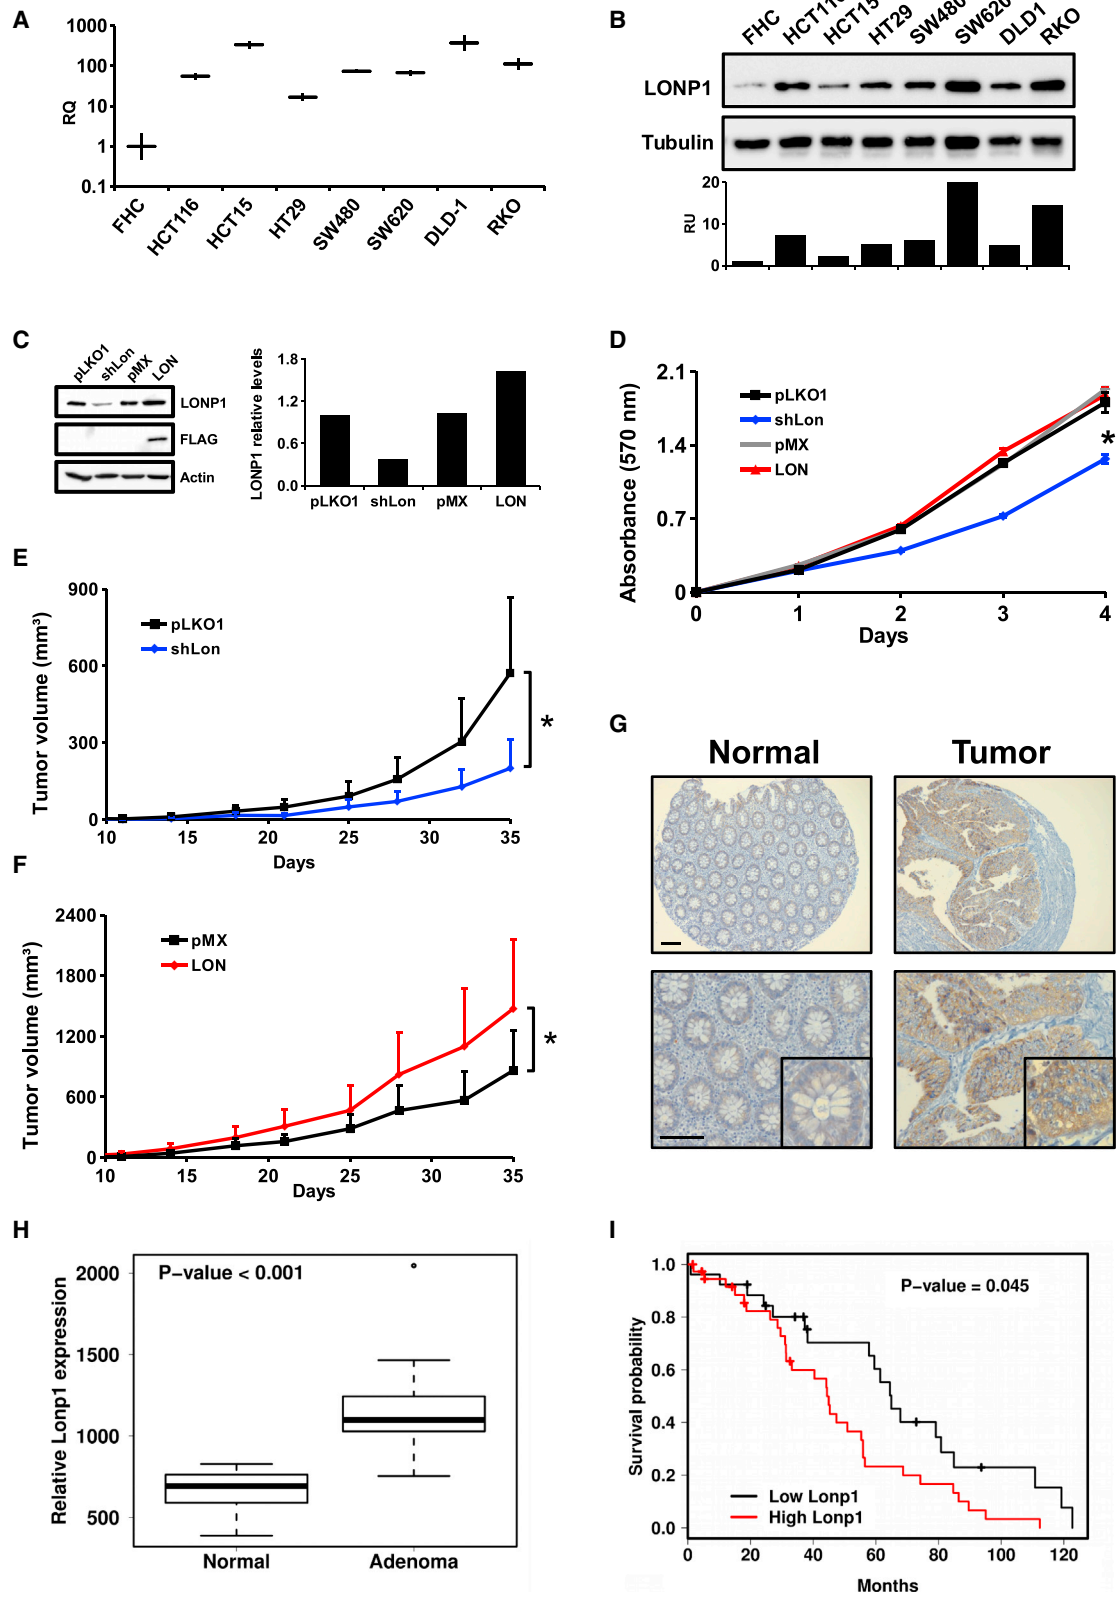 A
1000
100
10
1
0.1
RQ
FHC
HCT116
HCT15
HT29
SW480
SW620
DLD-1
RKO
B
FHC
HCT116
HCT15
HT29
SW480
SW620
DLD1
RKO
LONP1
Tubulin
20
10
0
RU
C
pLKO1
shLon
pMX
LON
LONP1
FLAG
Actin
LONP1 relative levels
1.8
1.2
0.6
0.0
pLKO1 shLon pMX LON
D
Absorbance (570 nm)
2.1
1.4
0.7
0
pLKO1
shLon
pMX
LON
*
0 1 2 3 4
Days
E
Tumor volume (mm³)
900
600
300
0
pLKO1
shLon
*
10 15 20 25 30 35
Days
F
Tumor volume (mm³)
2400
1800
1200
600
0
pMX
LON
*
10 15 20 25 30 35
Days
G
Normal Tumor
H
Relative Lonp1 expression
2000
1500
1000
500
P-value < 0.001
Normal Adenoma
I
Survival probability
1.0
0.8
0.6
0.4
0.2
0.0
P-value = 0.045
Low Lonp1
High Lonp1
0 20 40 60 80 100 120
Months